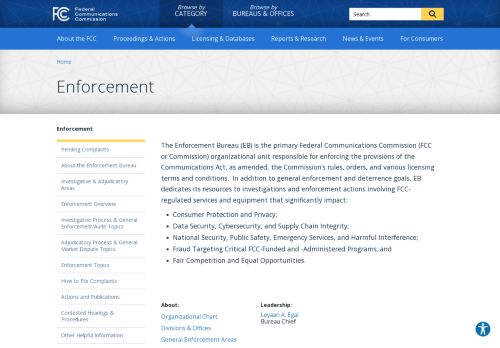 FCC
Federal
Communications
Commission
Browse by
CATEGORY
Browse by
BUREAUS & OFFICES
Search
About the FCC
Proceedings & Actions
Licensing & Databases
Reports & Research
News & Events
For Consumers
Home
Enforcement
Enforcement
Pending Complaints
About the Enforcement Bureau
Investigative & Adjudicatory
Areas
Enforcement Overview
Investigative Process & General
Enforcement/Audit Topics
Adjudicatory Process & General
Market Dispute Topics
Enforcement Topics
How to File Complaints
Actions and Publications
Contested Hearings &
Procedures
Other Helpful Information
The Enforcement Bureau (EB) is the primary Federal Communications Commission (FCC
or Commission) organizational unit responsible for enforcing the provisions of the
Communications Act, as amended, the Commission's rules, orders, and various licensing
terms and conditions. In addition to general enforcement and deterrence goals, EB
dedicates its resources to investigations and enforcement actions involving FCC-
regulated services and equipment that significantly impact:
• Consumer Protection and Privacy;
• Data Security, Cybersecurity, and Supply Chain Integrity;
• National Security, Public Safety, Emergency Services, and Harmful Interference;
• Fraud Targeting Critical FCC-Funded and -Administered Programs; and
• Fair Competition and Equal Opportunities.
About:
Organizational Chart
Divisions & Offices
General Enforcement Areas
Leadership:
Loyaan A. Egal
Bureau Chief